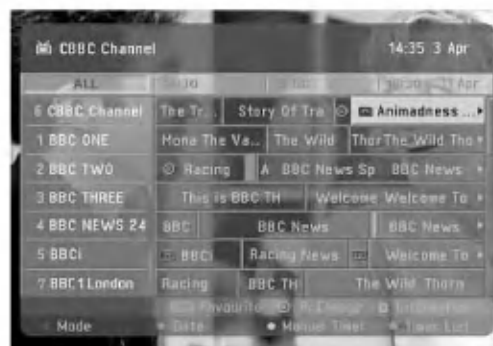 CBBC Channel 14:35 3 Apr
ALL
6 CBBC Channel The Tr... Story Of Tra Animadness ...
1 BBC ONE Mona The Va... The Wild Thor The Wild Tho
2 BBC TWO Racing A BBC News Sp BBC News
3 BBC THREE This is BBC TH Welcome Welcome To
4 BBC NEWS 24 BBC BBC News BBC News
5 BBCi BBCi Racing News Welcome To
7 BBC1 London Racing BBC TH The Wild Thorn
Favourite Information
Mode Date Manual Timer Timer List